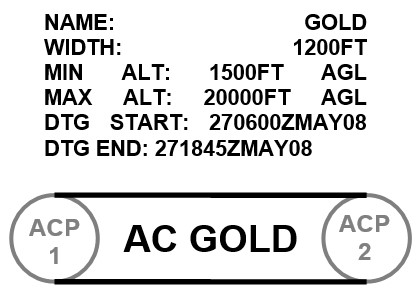 NAME: GOLD
WIDTH: 1200FT
MIN ALT: 1500FT AGL
MAX ALT: 20000FT AGL
DTG START: 270600ZMAY08
DTG END: 271845ZMAY08
ACP 1
AC GOLD
ACP 2